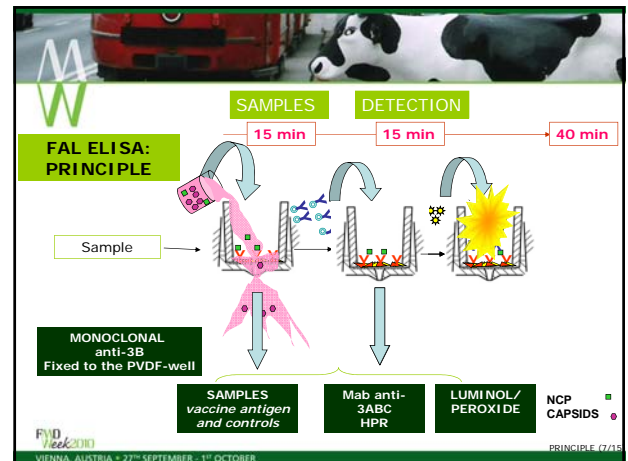 SAMPLES
DETECTION
15 min
15 min
40 min
FAL ELISA:
PRINCIPLE
Sample
MONOCLONAL
anti-3B
Fixed to the PVDF-well
SAMPLES
vaccine antigen
and controls
Mab anti-
3ABC
HPR
LUMINOL/
PEROXIDE
NCP
CAPSIDS
FMD
Week2010
PRINCIPLE (7/15
VIENNA, AUSTRIA • 27TH SEPTEMBER - 1ST OCTOBER